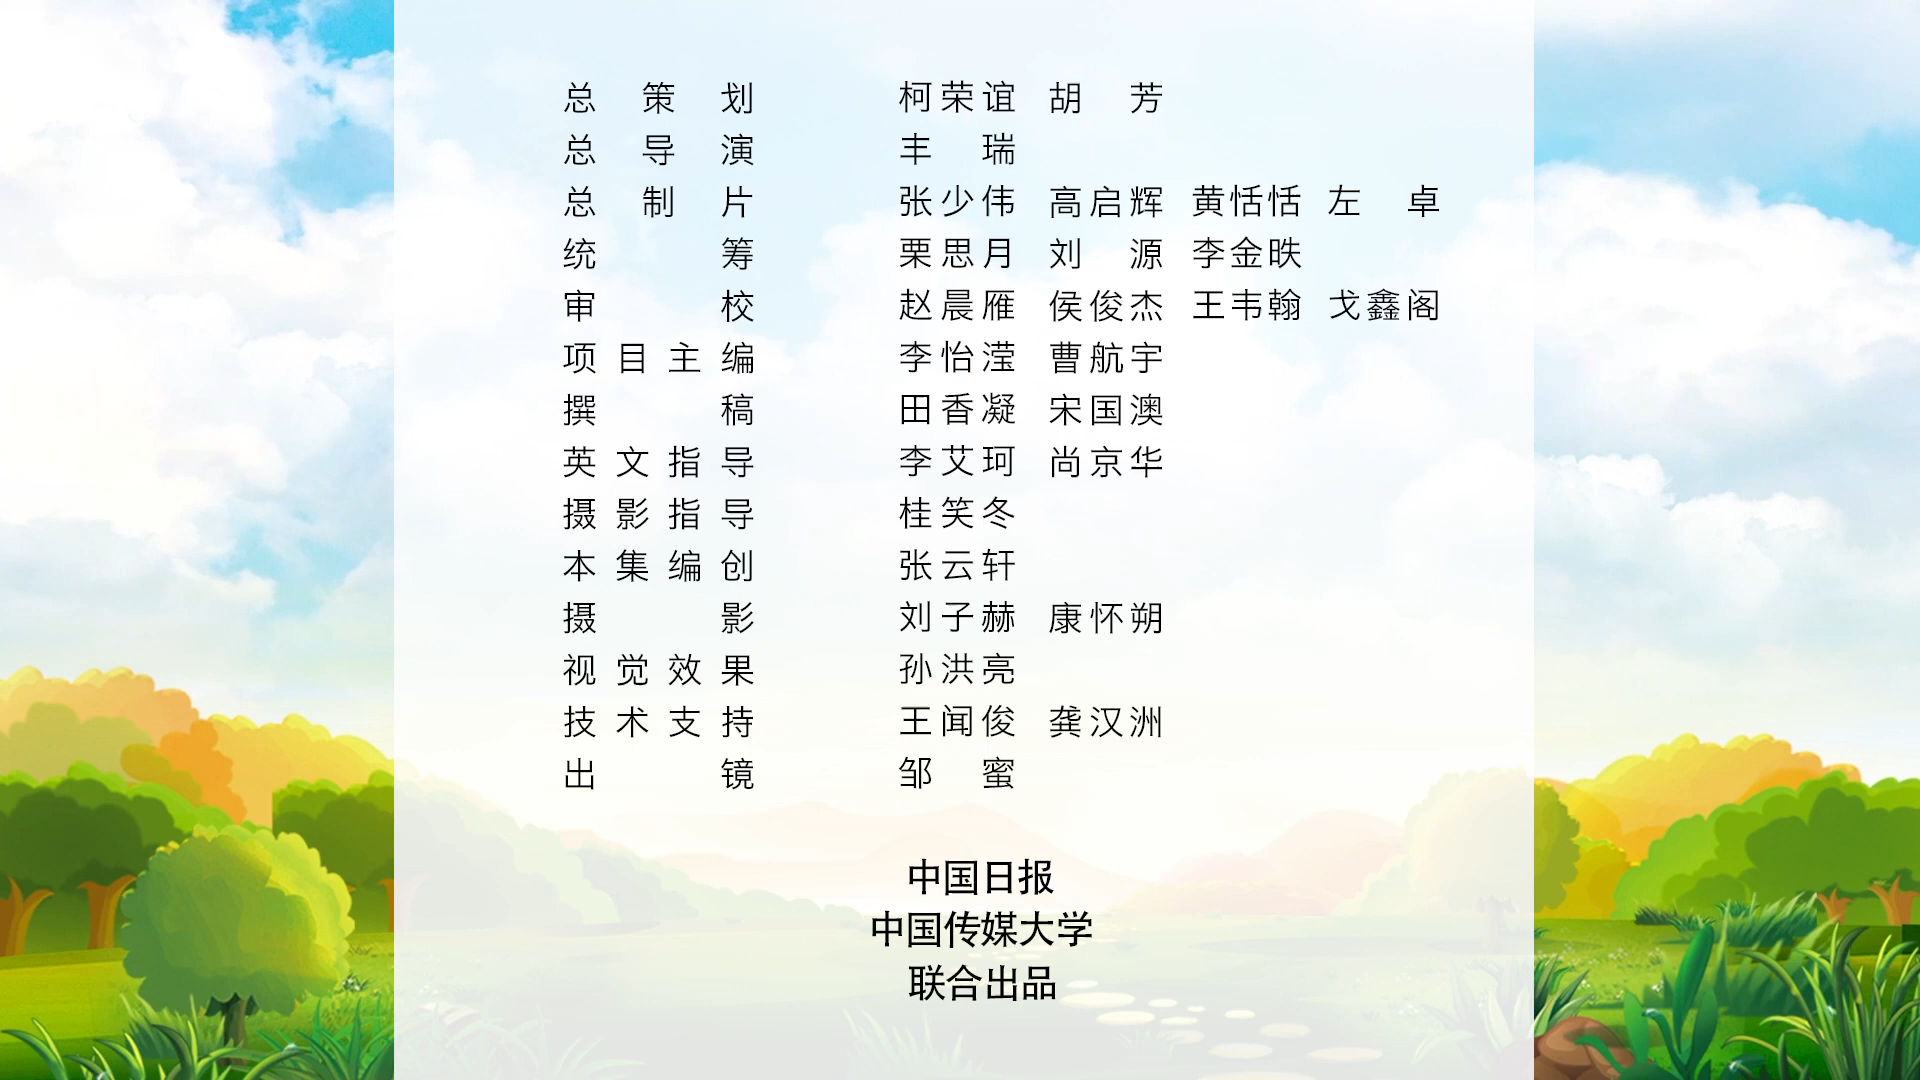 总策划 柯荣谊 胡芳
总导演 丰瑞
总制片 张少伟 高启辉 黄恬恬 左卓
统筹 栗思月 刘源 李金昳
审校 赵晨雁 侯俊杰 王韦翰 戈鑫阁
项目主编 李怡滢 曹航宇
撰稿 田香凝 宋国澳
英文指导 李艾珂 尚京华
摄影指导 桂笑冬
本集编创 张云轩
摄影 刘子赫 康怀朔
视觉效果 孙洪亮
技术支持 王闻俊 龚汉洲
出镜 邹蜜
中国日报
中国传媒大学
联合出品